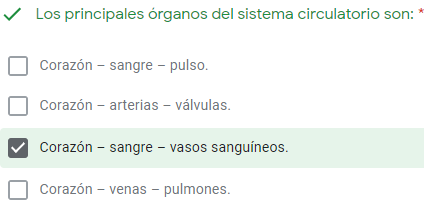 Los principales órganos del sistema circulatorio son: *
Corazón – sangre – pulso.
Corazón – arterias – válvulas.
Corazón – sangre – vasos sanguíneos.
Corazón – venas – pulmones.